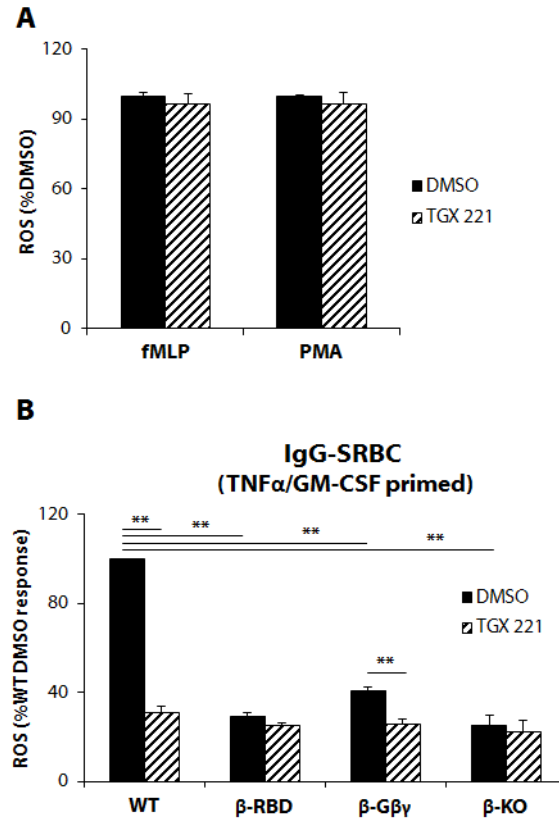 A
120
90
60
30
0
ROS (%DMSO)
fMLP
PMA
DMSO
TGX 221
B
IgG-SRBC
(TNFα/GM-CSF primed)
120
80
40
0
ROS (%WT DMSO response)
**
**
**
**
**
DMSO
TGX 221
WT
β-RBD
β-Gβγ
β-KO